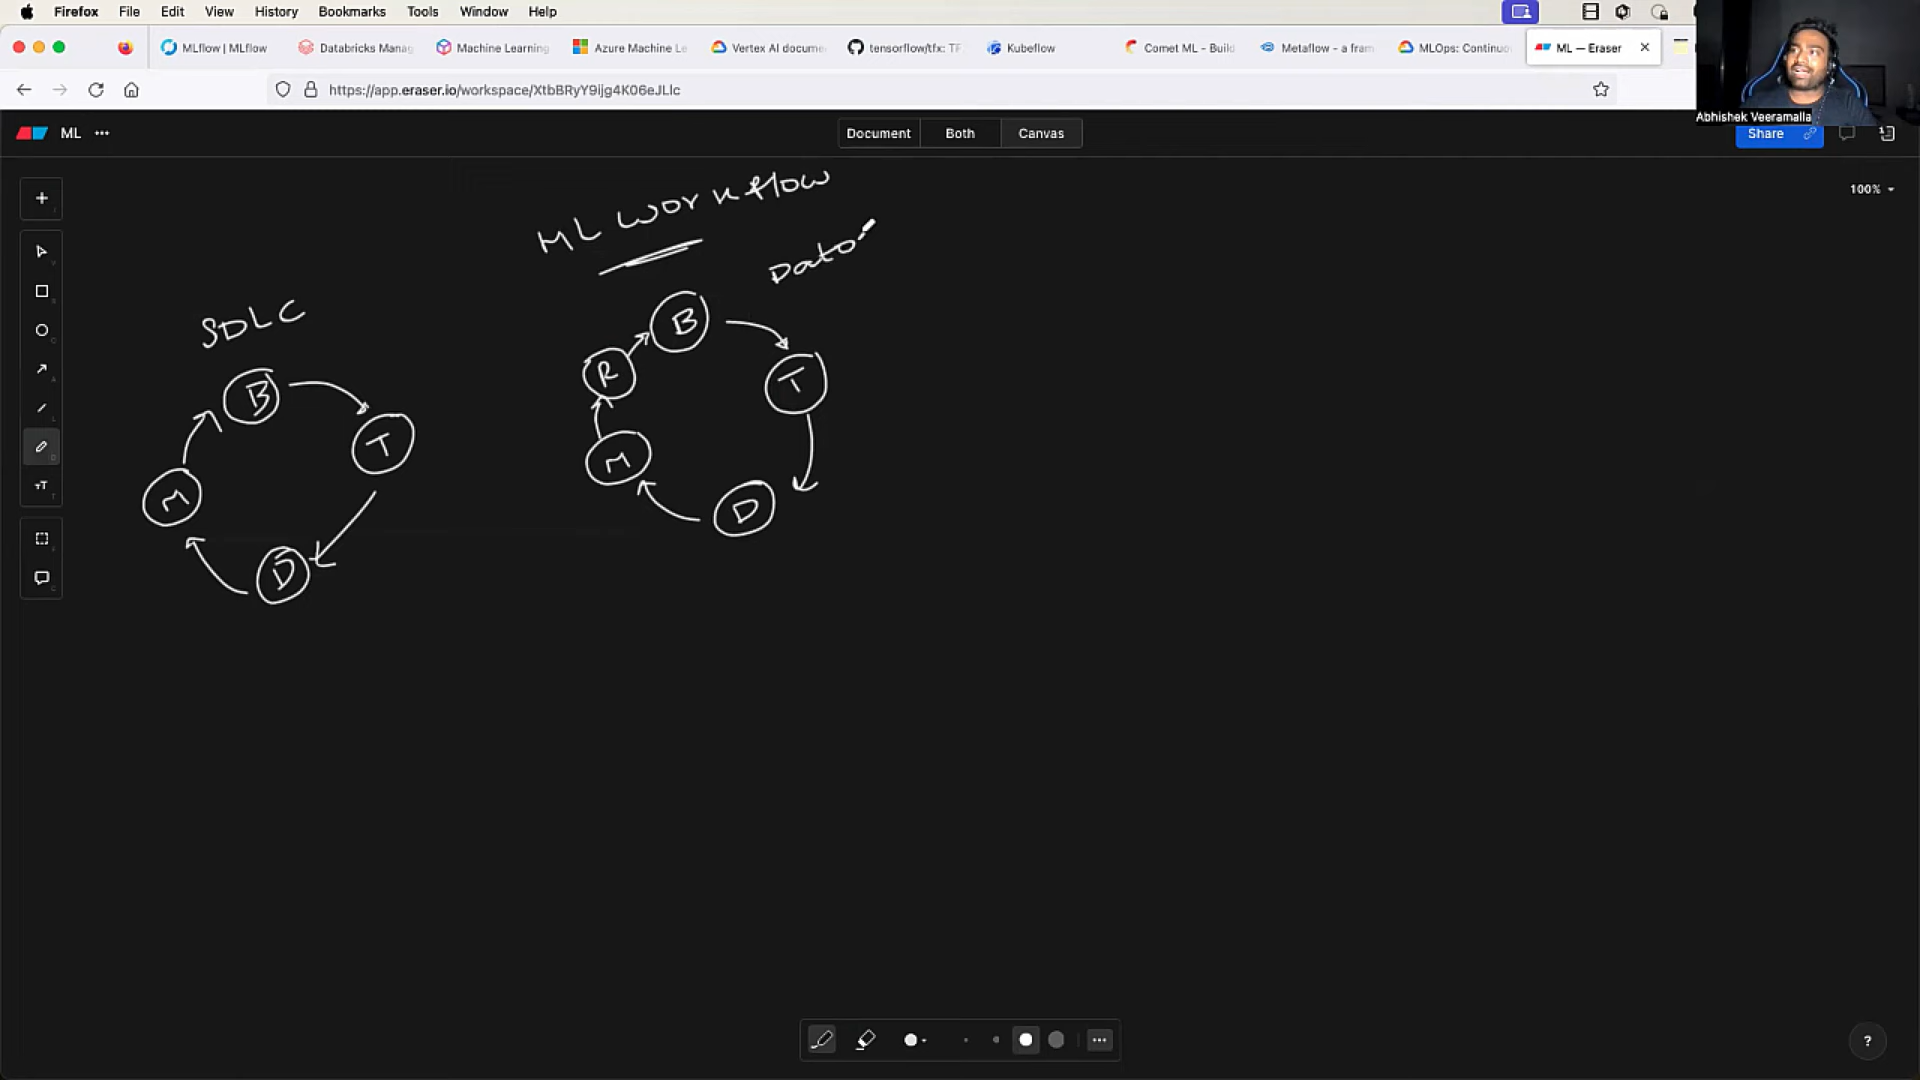 Firefox File Edit View History Bookmarks Tools Window Help
MLflow | MLflow Databricks Manag Machine Learning Azure Machine Le Vertex AI docume tensorflow/tfx: TF Kubeflow Comet ML - Build Metaflow - a fram MLOps: Continuo ML — Eraser
https://app.eraser.io/workspace/XtbBRyY9ijg4K06eJLlc
Abhishek Veeramalla
ML Document Both Canvas Share
100%
ML Workflow
Data
SDLC
B
R
T
B
T
M
M
D
D
TT
?